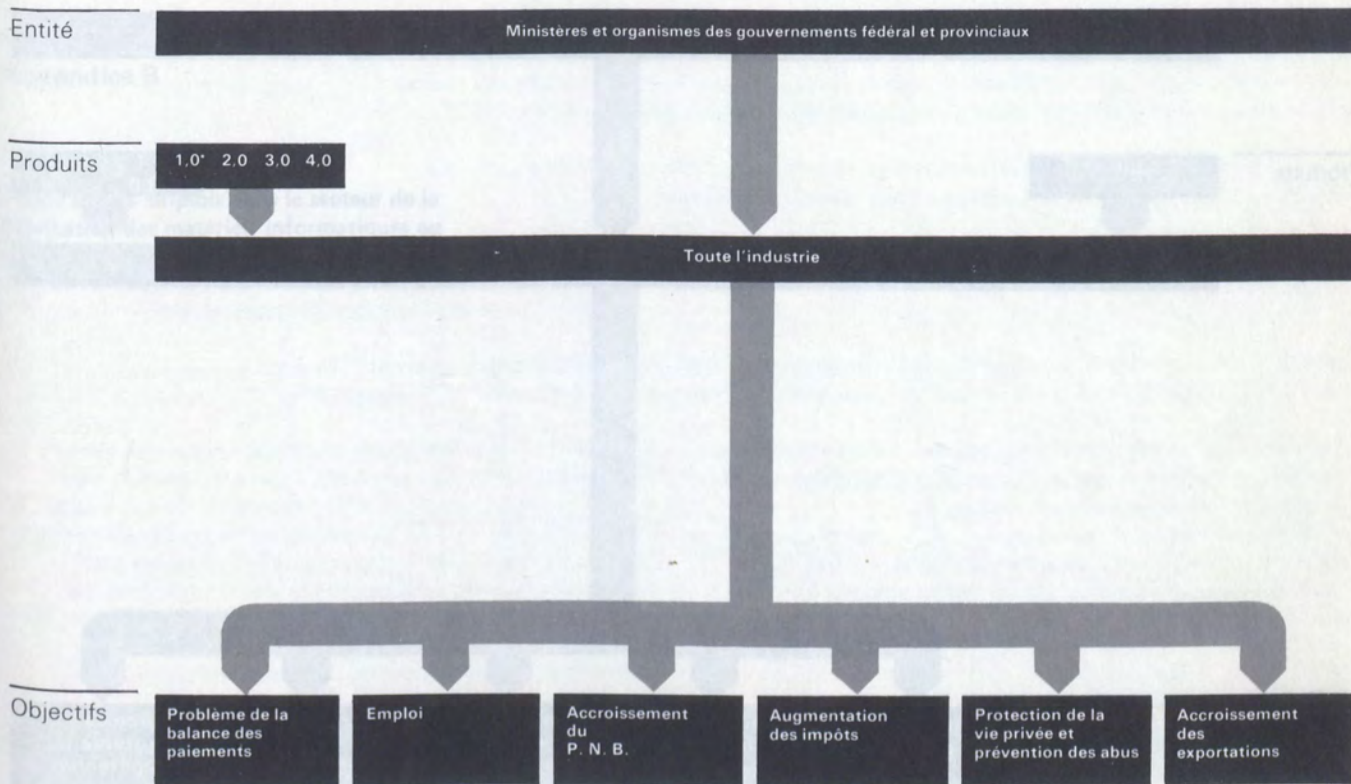 Entité
Ministères et organismes des gouvernements fédéral et provinciaux
Produits
1,0* 2,0 3,0 4,0
Toute l'industrie
Objectifs
Problème de la
balance des
paiements
Emploi
Accroissement
du
P. N. B.
Augmentation
des impôts
Protection de la
vie privée et
prévention des abus
Accroissement
des
exportations